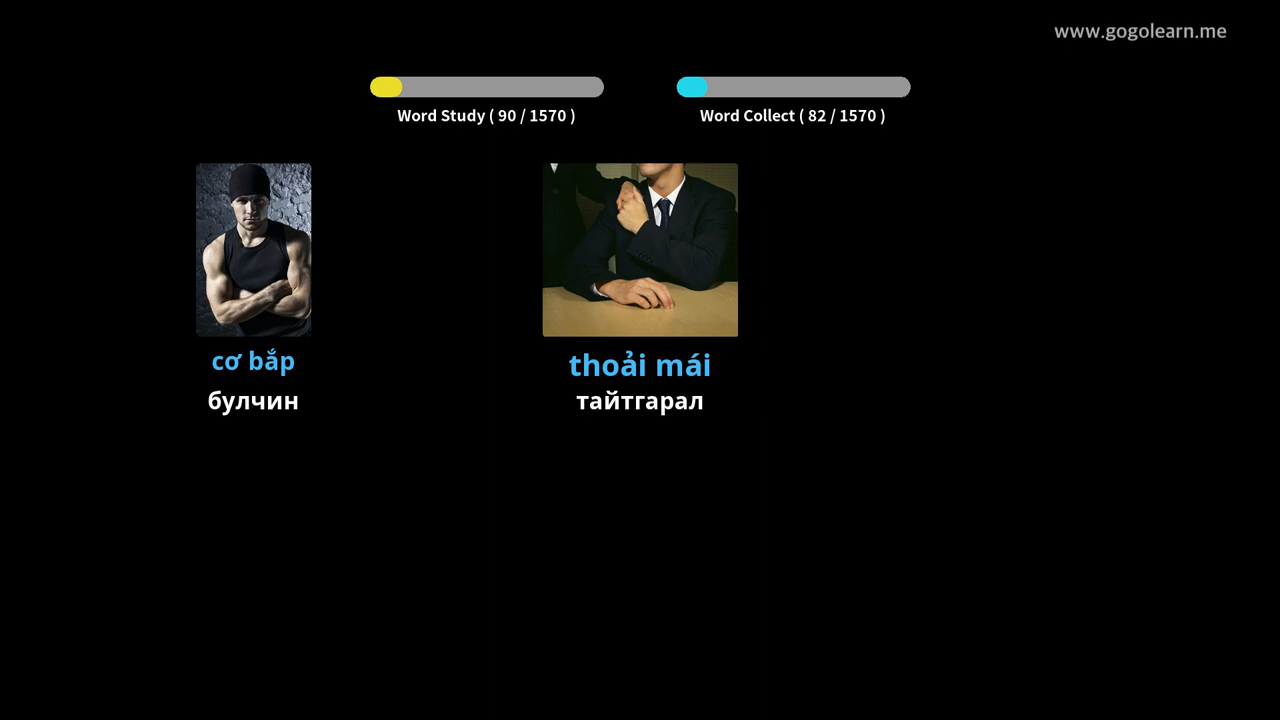 www.gogolearn.me
Word Study ( 90 / 1570 )
Word Collect ( 82 / 1570 )
cơ bắp
булчин
thoải mái
тайтгарал